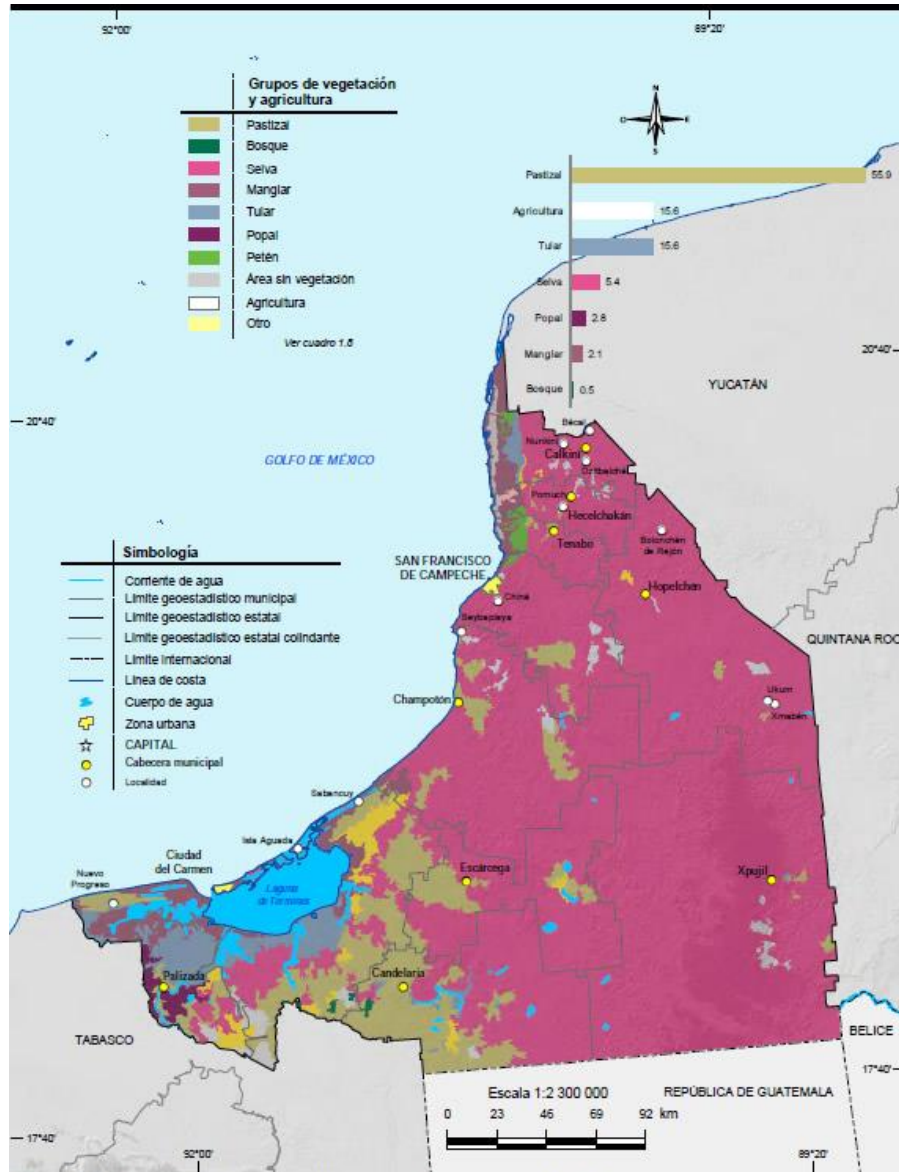 92°00'
89°20'
Grupos de vegetación
y agricultura
Pastizal
Bosque
Selva
Manglar
Tular
Popal
Petén
Área sin vegetación
Agricultura
Otro
Ver cuadro 1.8
N
O
E
S
Pastizal
55.9
Agricultura
15.6
Tular
15.6
Selva
5.4
Popal
2.8
Manglar
2.1
Bosque
0.5
20°40'
YUCATÁN
20°40'
GOLFO DE MÉXICO
Bécal
Nunkiní
Calkiní
Dzitbalché
Pomuch
Hecelchakán
Tenabo
Bolonchén
de Rejón
SAN FRANCISCO
DE CAMPECHE
Chiná
Hopelchén
Seybaplaya
QUINTANA ROO
Simbología
Corriente de agua
Límite geoestadístico municipal
Límite geoestadístico estatal
Límite geoestadístico estatal colindante
Límite internacional
Línea de costa
Cuerpo de agua
Zona urbana
CAPITAL
Cabecera municipal
Localidad
Ukum
Xmabén
Champotón
Sabancuy
Isla Aguada
Ciudad
del Carmen
Nuevo
Progreso
Laguna
de Términos
Escárcega
Xpujil
Palizada
Candelaria
TABASCO
BELICE
17°40'
Escala 1:2 300 000
REPÚBLICA DE GUATEMALA
0 23 46 69 92 km
17°40'
92°00'
89°20'